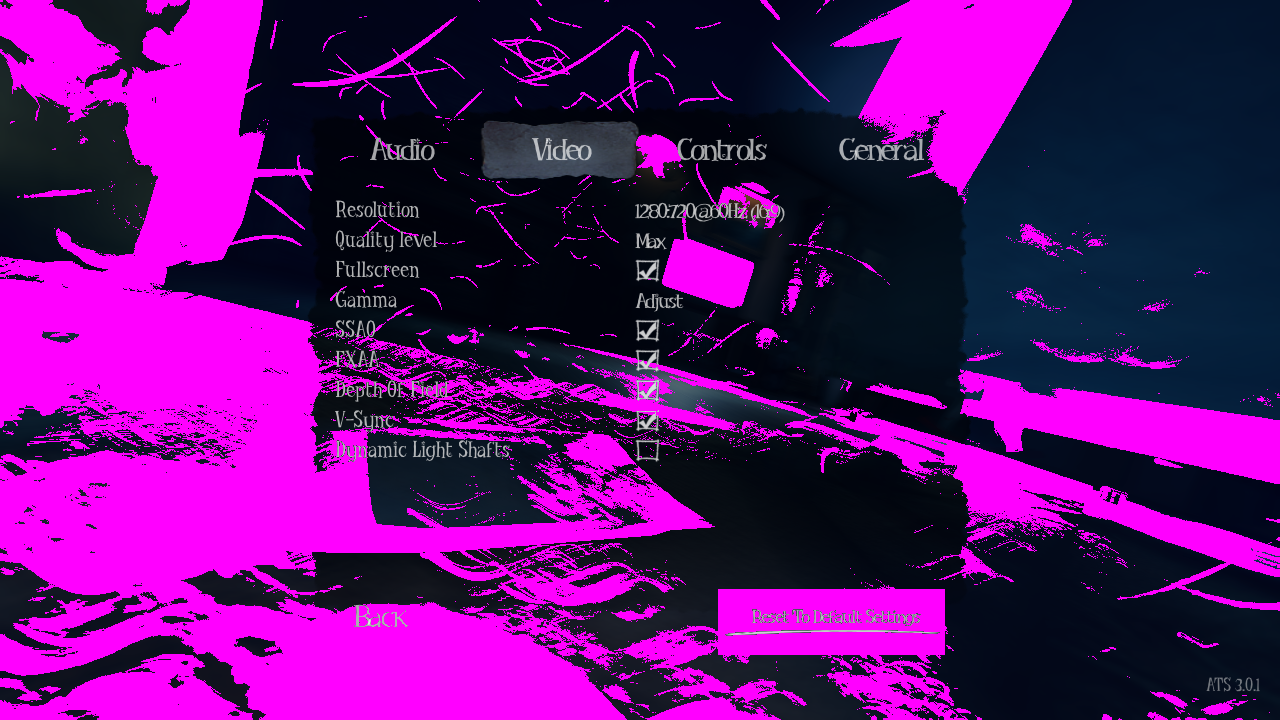 Audio Video Controls General
Resolution 1280x720@60Hz (16:9)
Quality level Max
Fullscreen
Gamma Adjust
SSAO
FXAA
Depth Of Field
V-Sync
Dynamic Light Shafts
Back Reset To Default Settings
ATS 3.0.1